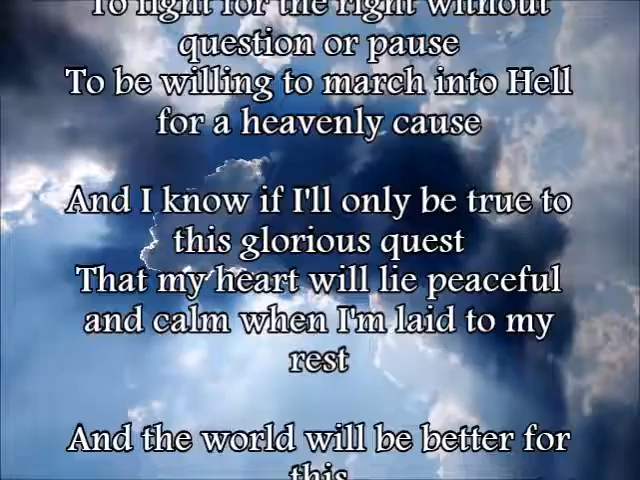 To fight for the right without
question or pause
To be willing to march into Hell
for a heavenly cause
And I know if I'll only be true to
this glorious quest
That my heart will lie peaceful
and calm when I'm laid to my
rest
And the world will be better for
this